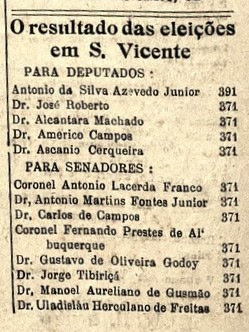 O resultado das eleições
em S. Vicente
PARA DEPUTADOS :
Antonio da Silva Azevedo Junior 391
Dr. José Roberto 371
Dr. Alcantara Machado 371
Dr. Américo Campos 371
Dr. Ascanio Cerqueira 371
PARA SENADORES :
Coronel Antonio Lacerda Franco 371
Dr, Antonio Martins Fontes Junior 371
Dr, Carlos de Campos 371
Coronel Fernando Prestes de Al'
buquerque 371
Dr, Gustavo de Oliveira Godoy 371
Dr. Jorge Tibiriçá 371
Dr, Manoel Aureliano de Gusmão 371
Dr. Uladislau Herculano de Freitas 371